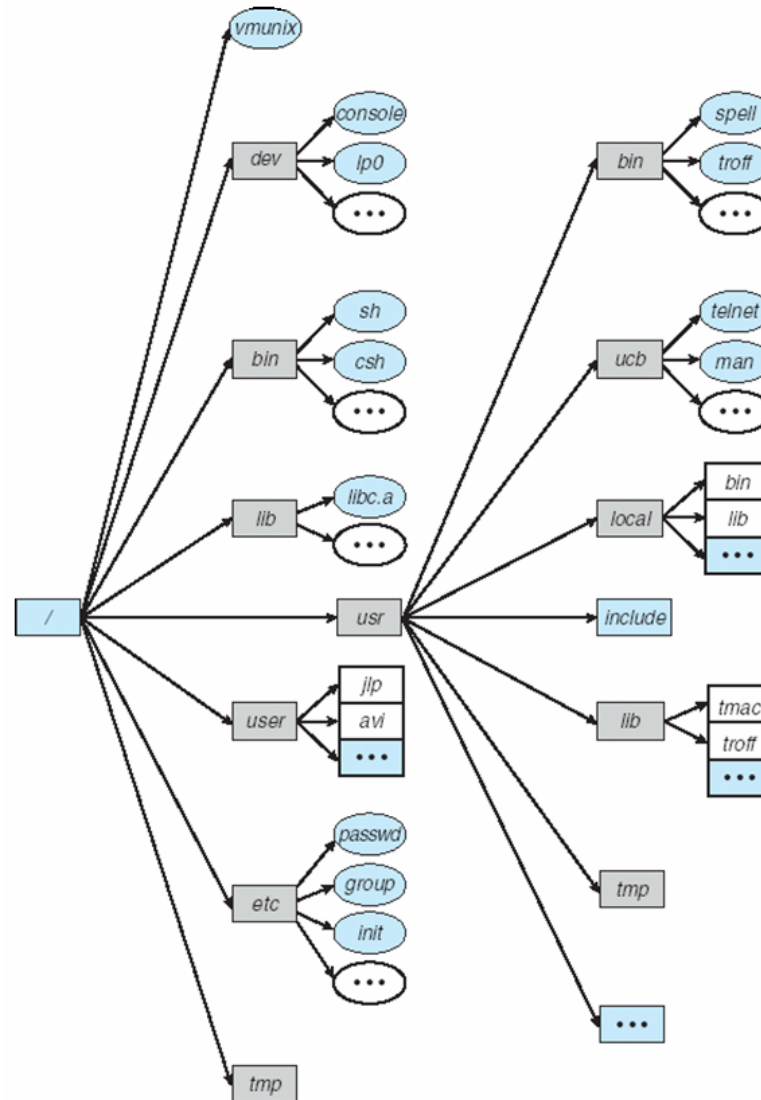 vmunix
dev
console
lp0
•••
bin
sh
csh
•••
lib
libc.a
•••
/
usr
user
jlp
avi
•••
etc
passwd
group
init
•••
tmp
bin
spell
troff
•••
ucb
telnet
man
•••
local
bin
lib
•••
include
lib
tmac
troff
•••
tmp
•••